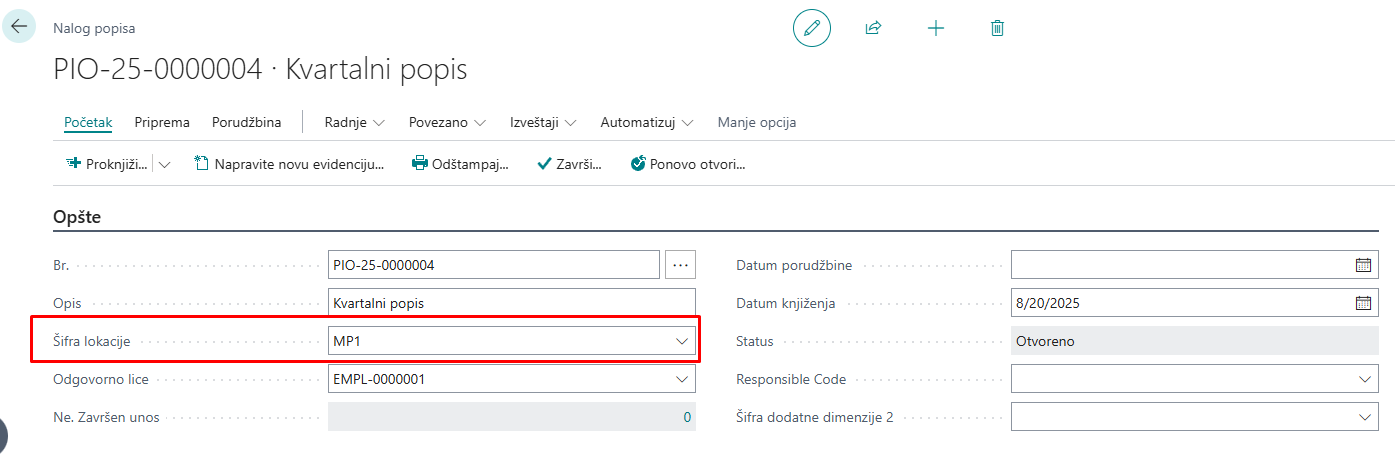 Nalog popisa
PIO-25-0000004 · Kvartalni popis
Početak Priprema Porudžbina Radnje Povezano Izveštaji Automatizuj Manje opcija
Proknjiži... Napravite novu evidenciju... Odštampaj... Završi... Ponovo otvori...
Opšte
Br. PIO-25-0000004 ... Datum porudžbine
Opis Kvartalni popis Datum knjiženja 8/20/2025
Šifra lokacije MP1 Status Otvoreno
Odgovorno lice EMPL-0000001 Responsible Code
Ne. Završen unos 0 Šifra dodatne dimenzije 2